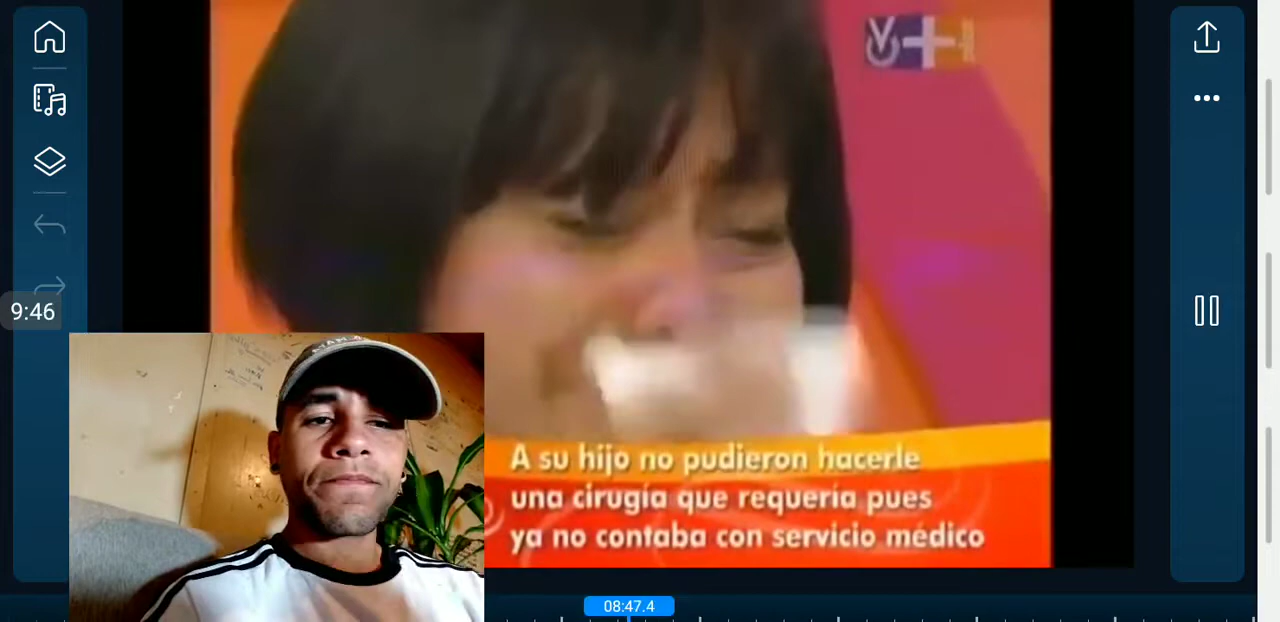 9:46
A su hijo no pudieron hacerle
una cirugía que requería pues
ya no contaba con servicio médico
08:47.4